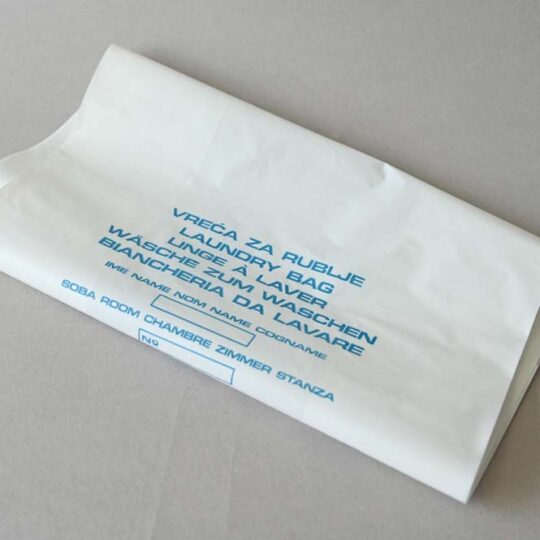 VREĆA ZA RUBLJE
LAUNDRY BAG
LINGE Á LAVER
WÄSCHE ZUM WASCHEN
BIANCHERIA DA LAVARE
IME NAME NOM NAME COGNAME
SOBA ROOM CHAMBRE ZIMMER STANZA
Nº